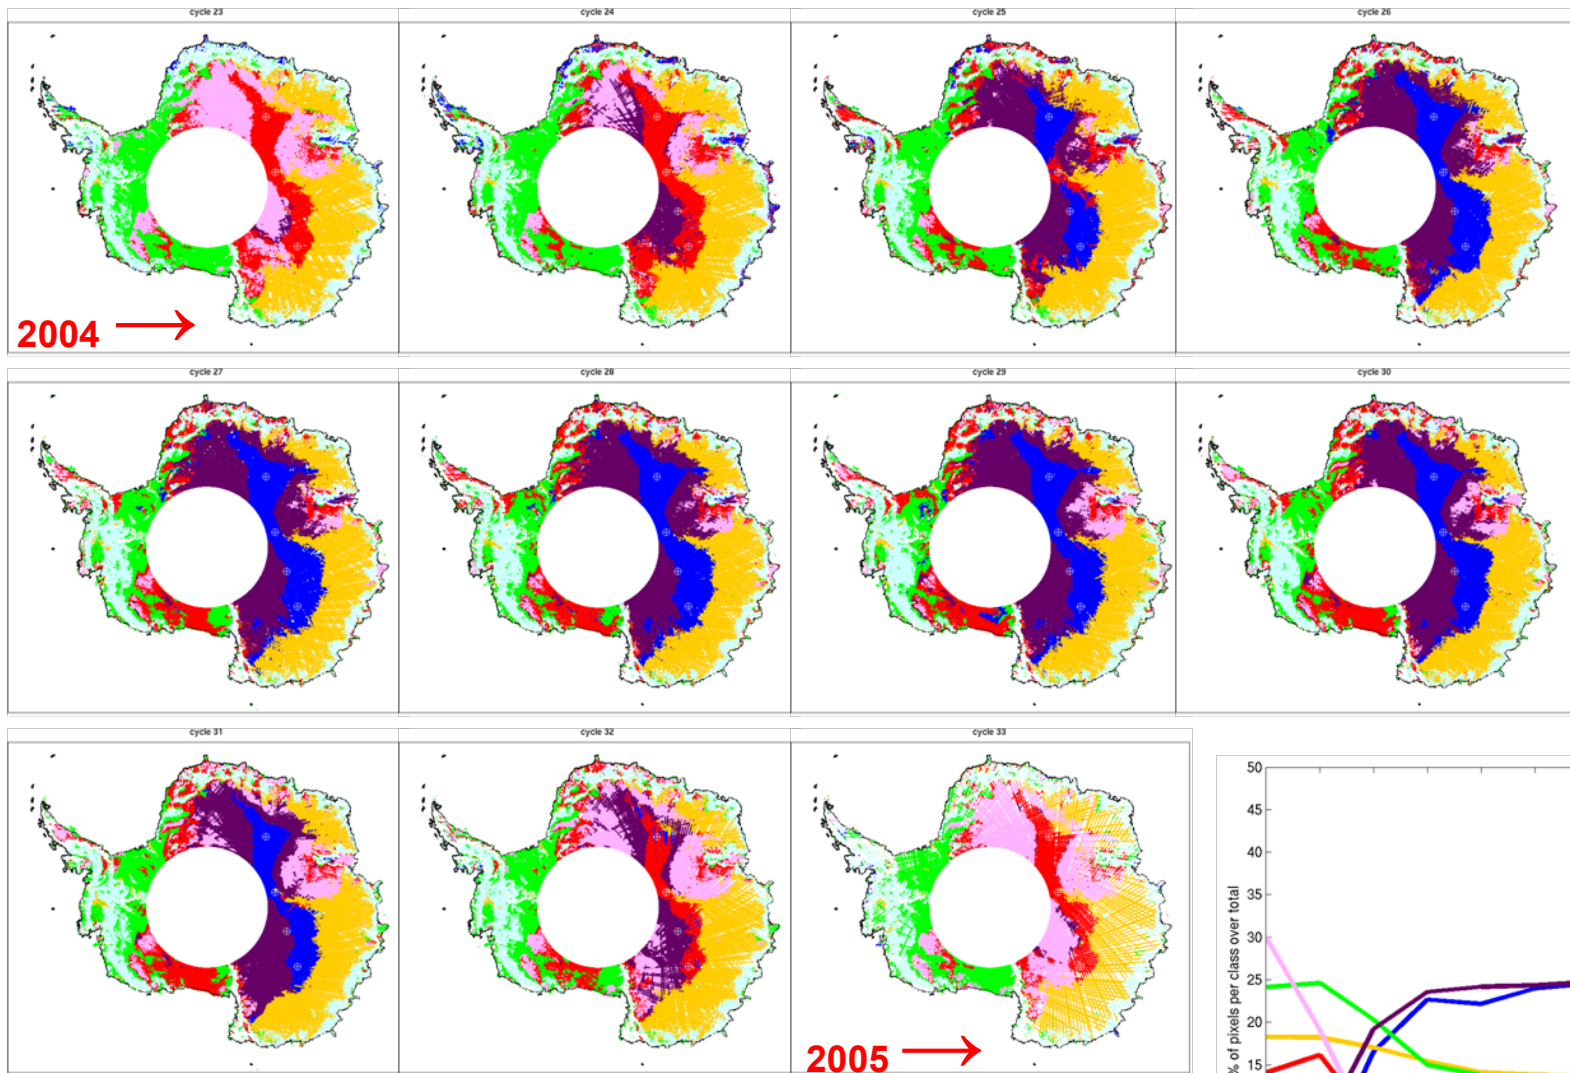 cycle 23
cycle 24
cycle 25
cycle 26
2004
cycle 27
cycle 28
cycle 29
cycle 30
cycle 31
cycle 32
cycle 33
2005
50
45
40
35
30
25
20
15
% of pixels per class over total